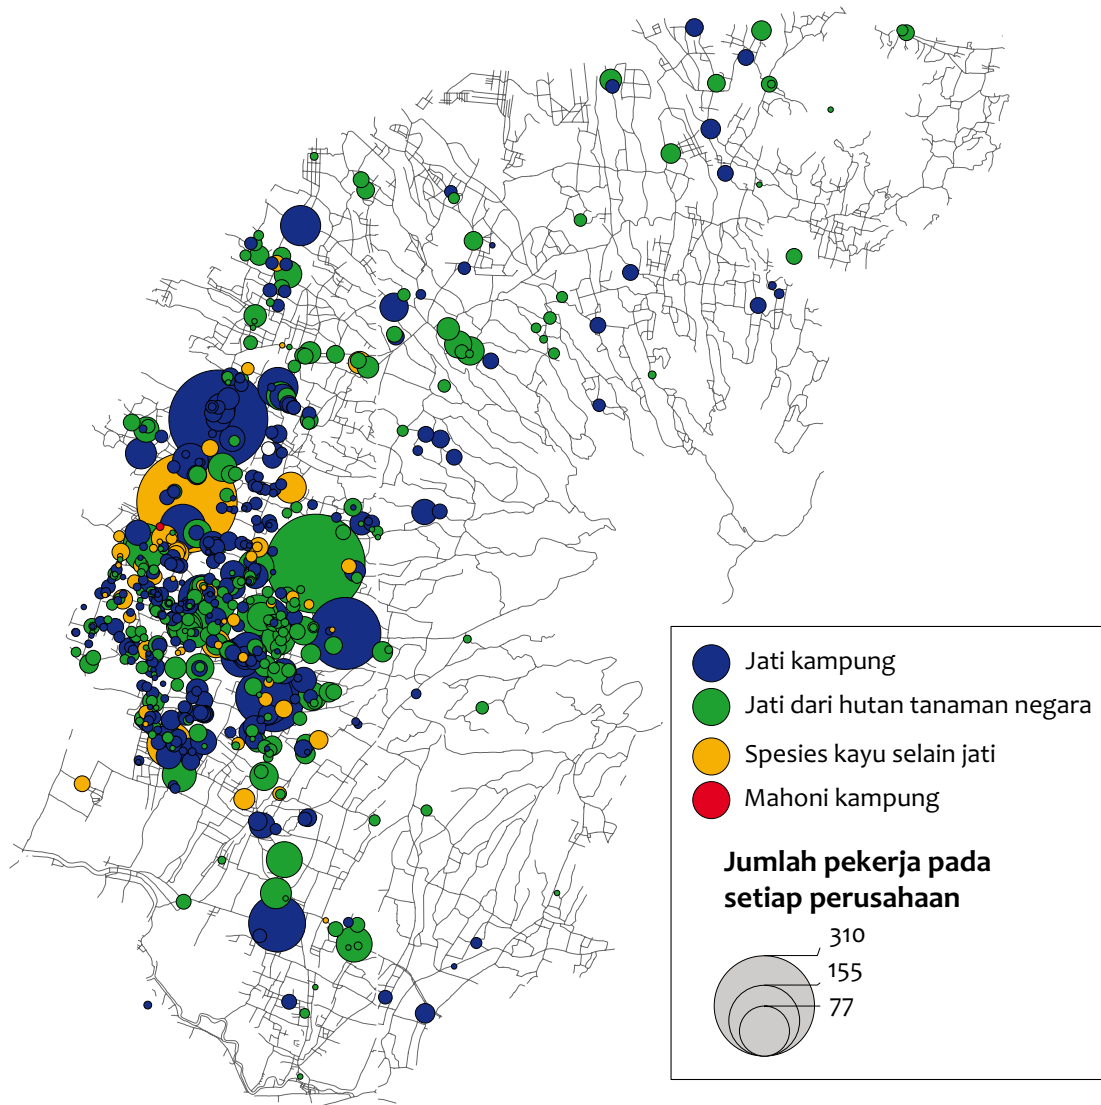 Jati kampung
Jati dari hutan tanaman negara
Spesies kayu selain jati
Mahoni kampung
Jumlah pekerja pada
setiap perusahaan
310
155
77